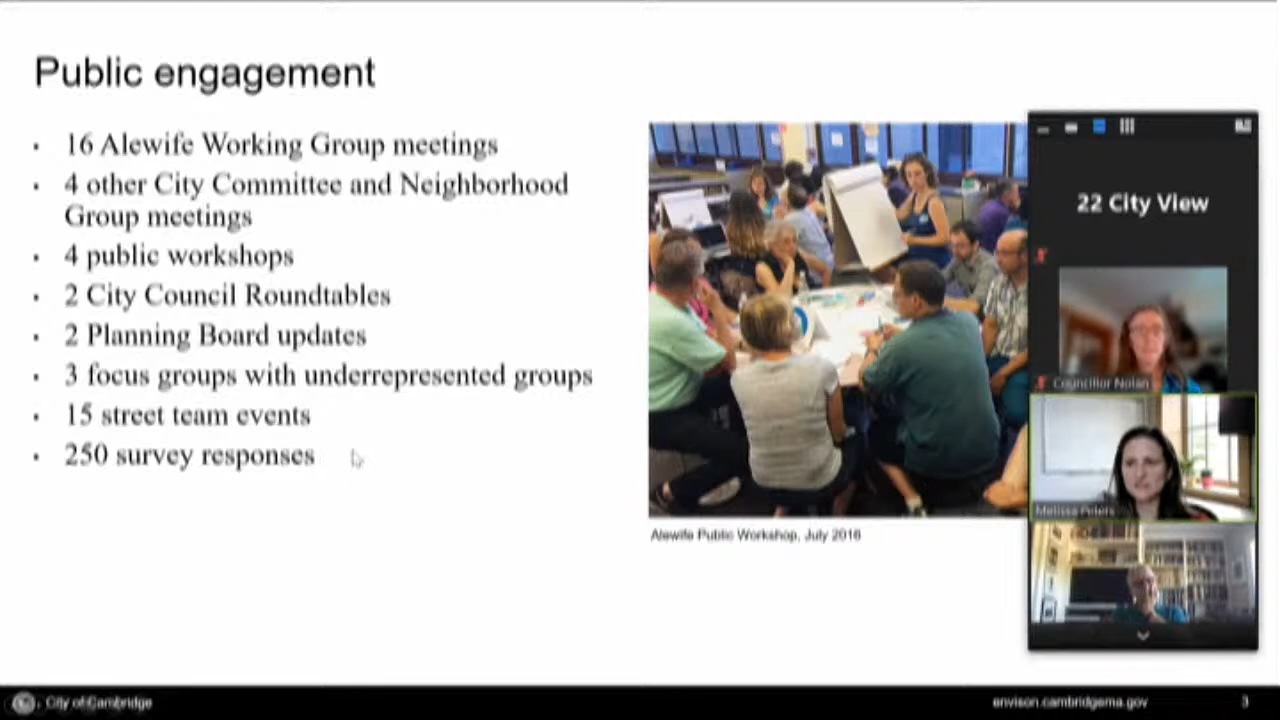 Public engagement
16 Alewife Working Group meetings
4 other City Committee and Neighborhood
Group meetings
4 public workshops
2 City Council Roundtables
2 Planning Board updates
3 focus groups with underrepresented groups
15 street team events
250 survey responses
Alewife Public Workshop, July 2016
22 City View
Councillor Nolan
Melissa Peters
City of Cambridge
envison.cambridgema.gov
3